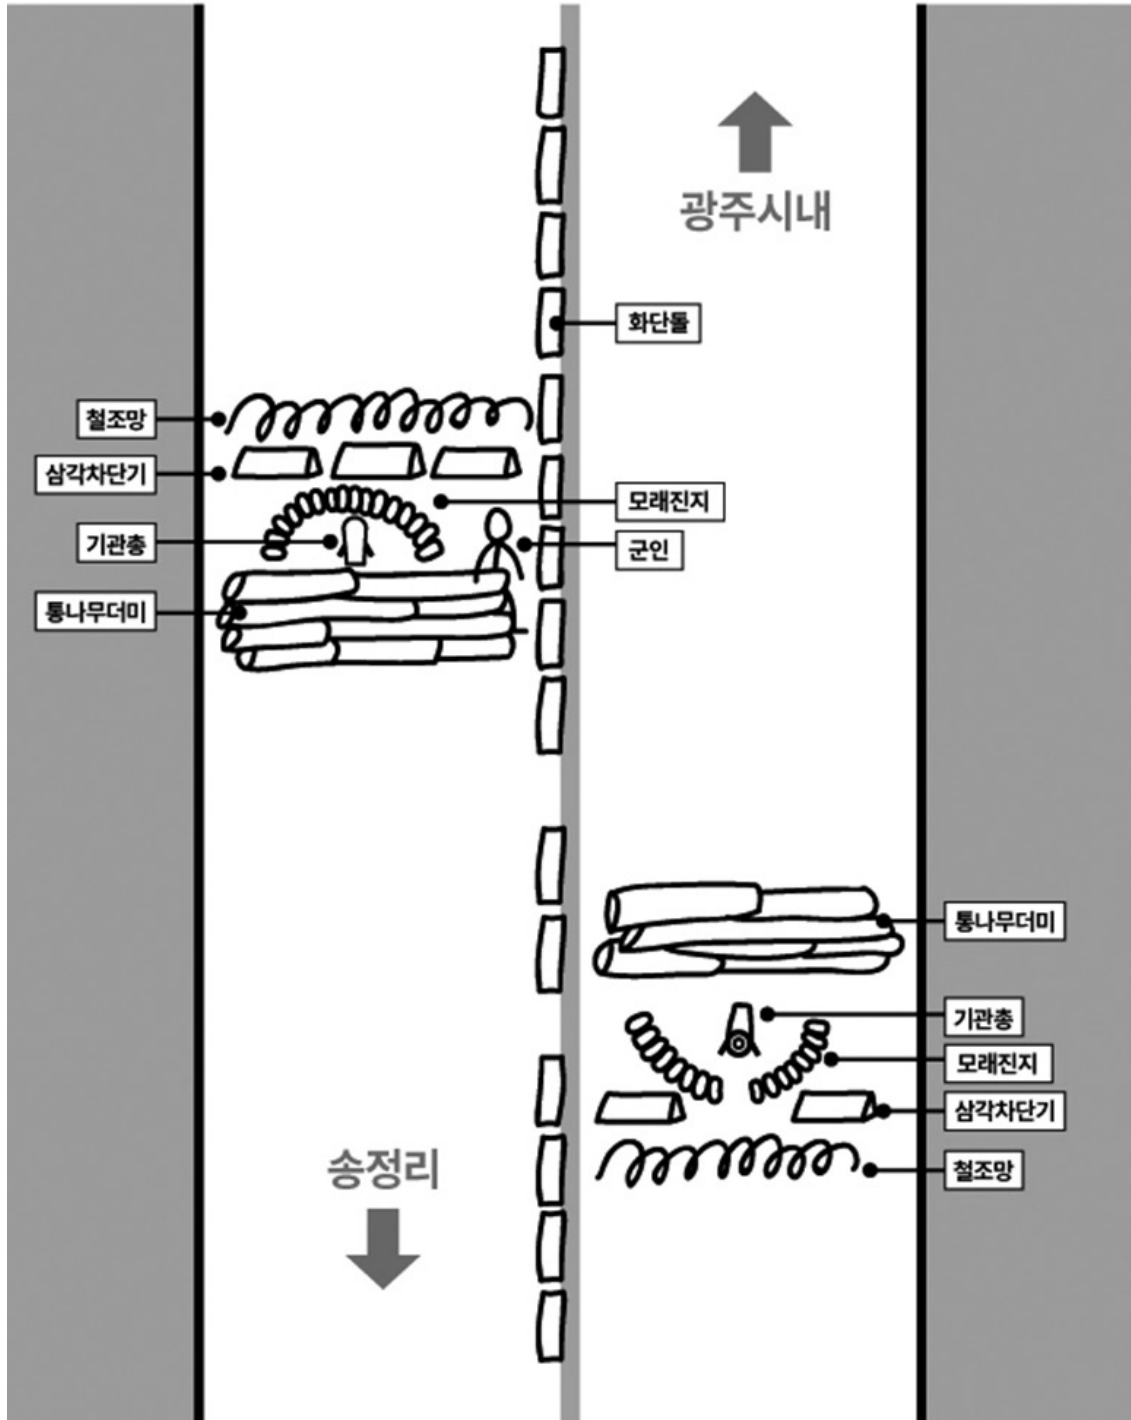 광주시내
화단돌
철조망
삼각차단기
모래진지
기관총
군인
통나무더미
통나무더미
기관총
모래진지
삼각차단기
송정리
철조망